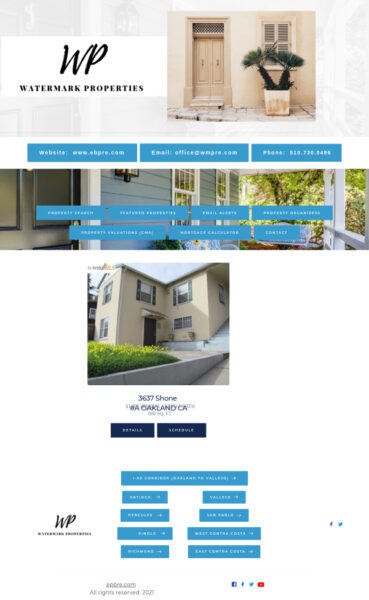 WP
WATERMARK PROPERTIES
Website: www.ebpre.com
Email: office@wmpre.com
Phone: 510.730.0496
PROPERTY SEARCH
FEATURED PROPERTIES
EMAIL ALERTS
PROPERTY ORGANIZERS
PROPERTY VALUATIONS (CMA)
MORTGAGE CALCULATOR
CONTACT
3637 Shone
#A OAKLAND CA
SQ. FT.
DETAILS
SCHEDULE
I-80 CORRIDOR (OAKLAND TO VALLEJO)
ANTIOCH
VALLEJO
HERCULES
SAN PABLO
PINOLE
WEST CONTRA COSTA
RICHMOND
EAST CONTRA COSTA
WP
WATERMARK PROPERTIES
epbre.com
All rights reserved. 2021